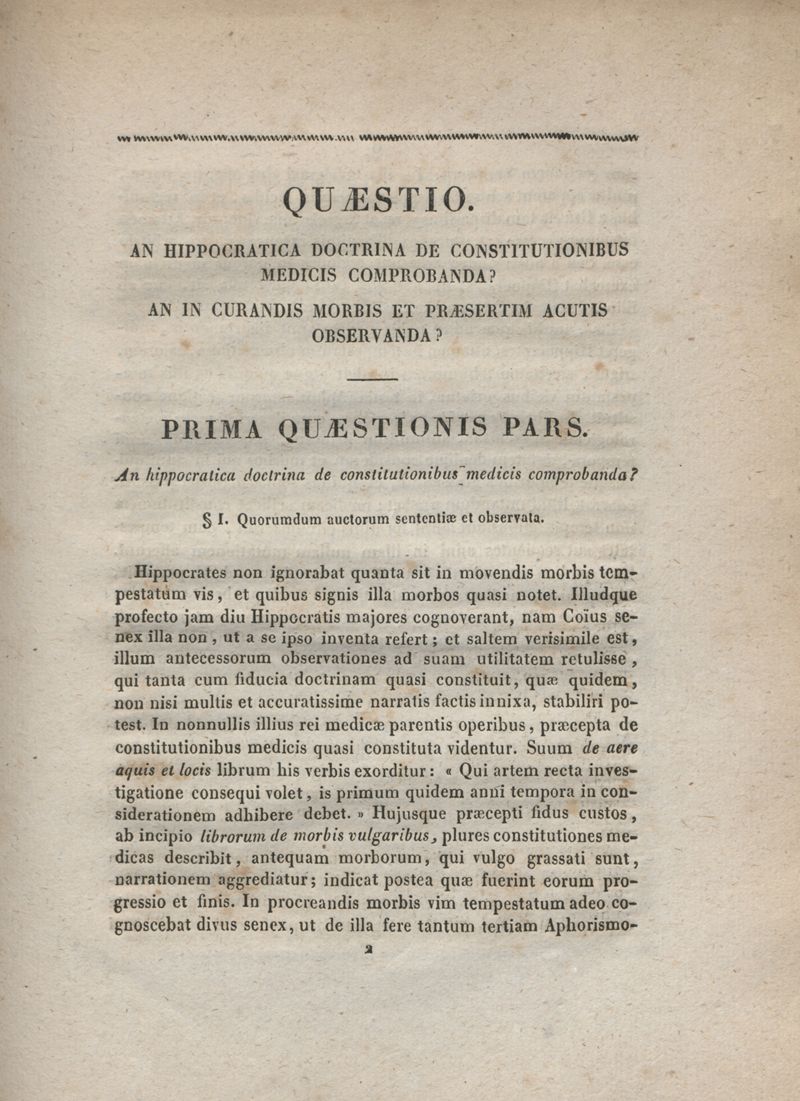 QUÆSTIO.
AN HIPPOCRATICA DOCTRINA DE CONSTITUTIONIBUS
MEDICIS COMPROBANDA?
AN IN CURANDIS MORBIS ET PRÆSERTIM ACUTIS
OBSERVANDA?
PRIMA QUÆSTIONIS PARS.
An hippocratica doctrina de constitutionibus medicis comprobanda?
§ I. Quorumdum auctorum sententiæ et observata.
Hippocrates non ignorabat quanta sit in movendis morbis tem-
pestatum vis, et quibus signis illa morbos quasi notet. Illudque
profecto jam diu Hippocratis majores cognoverant, nam Coïus se-
nex illa non, ut a se ipso inventa refert; et saltem verisimile est,
illum antecessorum observationes ad suam utilitatem retulisse,
qui tanta cum fiducia doctrinam quasi constituit, quæ quidem,
non nisi multis et accuratissime narratis factis innixa, stabiliri po-
test. In nonnullis illius rei medicæ parentis operibus, præcepta de
constitutionibus medicis quasi constituta videntur. Suum de aere
aquis et locis librum his verbis exorditur: « Qui artem recta inves-
tigatione consequi volet, is primum quidem anni tempora in con-
siderationem adhibere debet. » Hujusque præcepti fidus custos,
ab incipio librorum de morbis vulgaribus, plures constitutiones me-
dicas describit, antequam morborum, qui vulgo grassati sunt,
narrationem aggrediatur; indicat postea quæ fuerint eorum pro-
gressio et finis. In procreandis morbis vim tempestatum adeo co-
gnoscebat divus senex, ut de illa fere tantum tertiam Aphorismo-
2